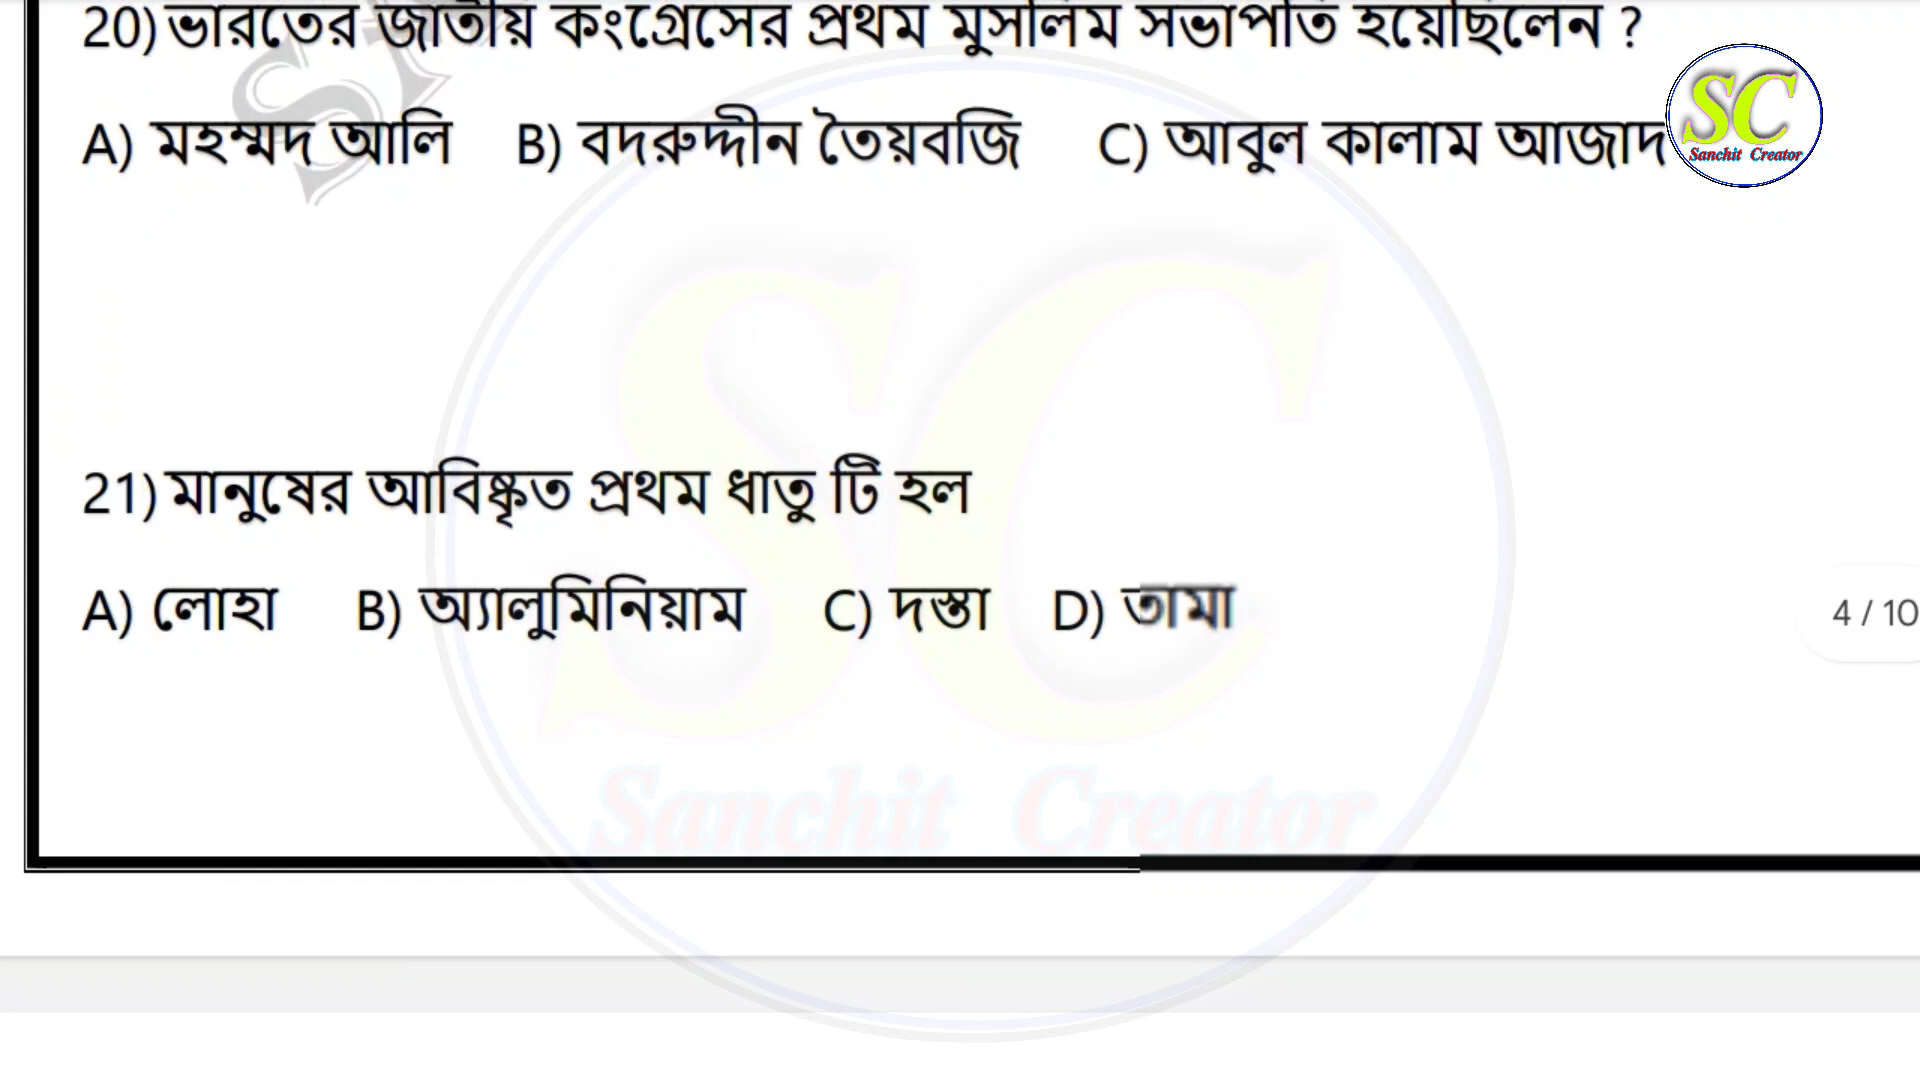 20) ভারতের জাতীয় কংগ্রেসের প্রথম মুসলিম সভাপতি হয়েছিলেন ?
A) মহম্মদ আলি B) বদরুদ্দীন তৈয়বজি C) আবুল কালাম আজাদ
SC
Sanchit Creator
21) মানুষের আবিষ্কৃত প্রথম ধাতু টি হল
A) লোহা B) অ্যালুমিনিয়াম C) দস্তা D) তামা
4 / 10
SC
Sanchit Creator